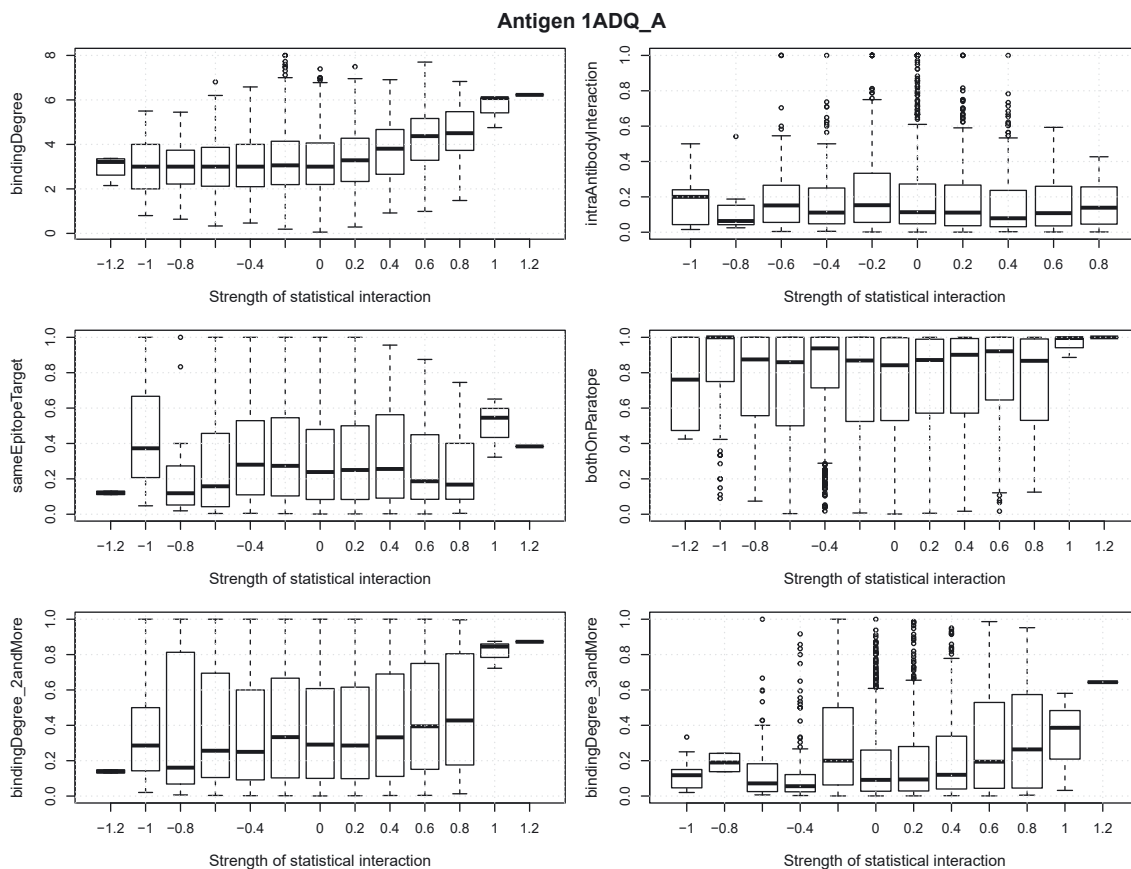 Antigen 1ADQ_A
bindingDegree
0 2 4 6 8
−1.2 −1 −0.8 −0.4 0 0.2 0.4 0.6 0.8 1 1.2
Strength of statistical interaction
intraAntibodyInteraction
0.0 0.2 0.4 0.6 0.8 1.0
−1 −0.8 −0.6 −0.4 −0.2 0 0.2 0.4 0.6 0.8
Strength of statistical interaction
sameEpitopeTarget
0.0 0.2 0.4 0.6 0.8 1.0
−1.2 −1 −0.8 −0.4 0 0.2 0.4 0.6 0.8 1 1.2
Strength of statistical interaction
bothOnParatope
0.0 0.2 0.4 0.6 0.8 1.0
−1.2 −1 −0.8 −0.4 0 0.2 0.4 0.6 0.8 1 1.2
Strength of statistical interaction
bindingDegree_2andMore
0.0 0.2 0.4 0.6 0.8 1.0
−1.2 −1 −0.8 −0.4 0 0.2 0.4 0.6 0.8 1 1.2
Strength of statistical interaction
bindingDegree_3andMore
0.0 0.2 0.4 0.6 0.8 1.0
−1 −0.8 −0.4 0 0.2 0.4 0.6 0.8 1 1.2
Strength of statistical interaction